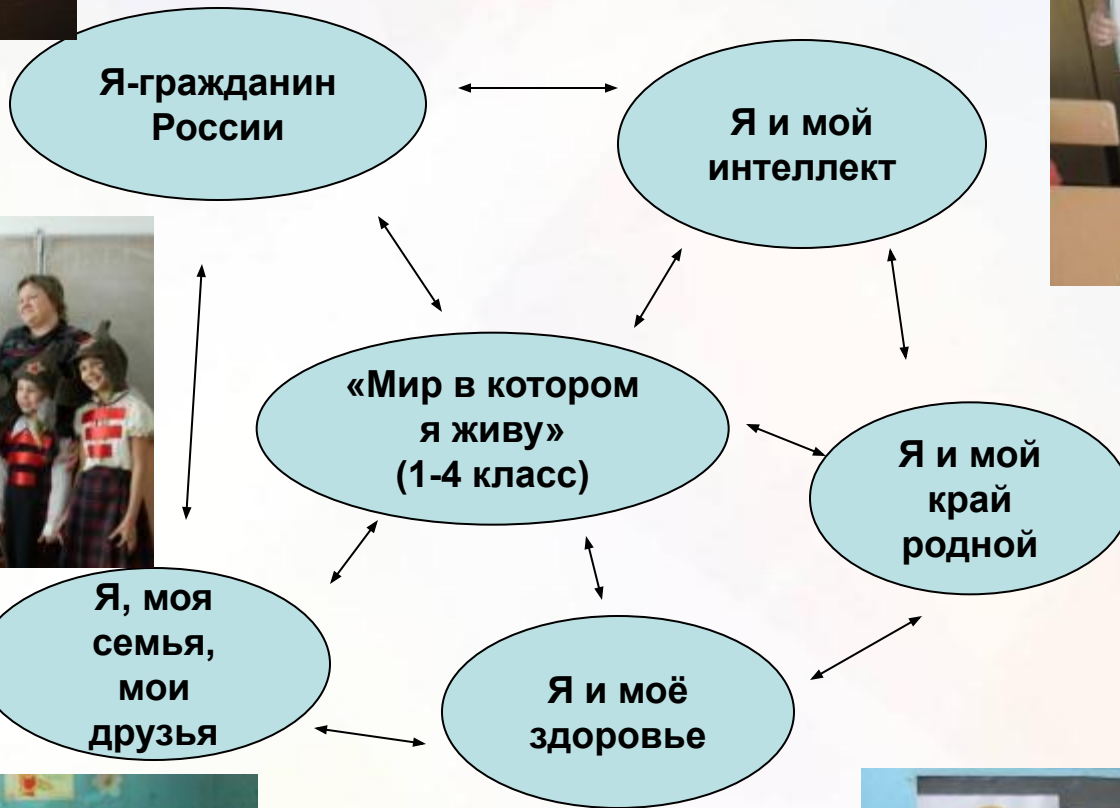 Я-гражданин
России
Я и мой
интеллект
«Мир в котором
я живу»
(1-4 класс)
Я и мой
край
родной
Я, моя
семья,
мои
друзья
Я и моё
здоровье